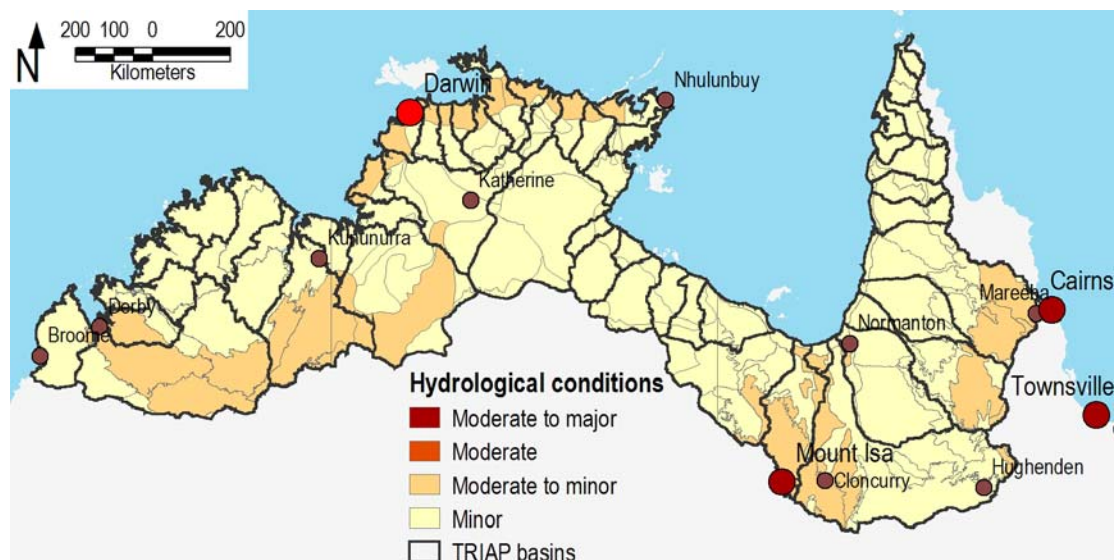 200 100 0 200
Kilometers
N
Darwin
Nhulunbuy
Katherine
Kununurra
Derby
Broome
Cairns
Mareeba
Normanton
Townsville
Mount Isa
Cloncurry
Hughenden
Hydrological conditions
Moderate to major
Moderate
Moderate to minor
Minor
TRIAP basins